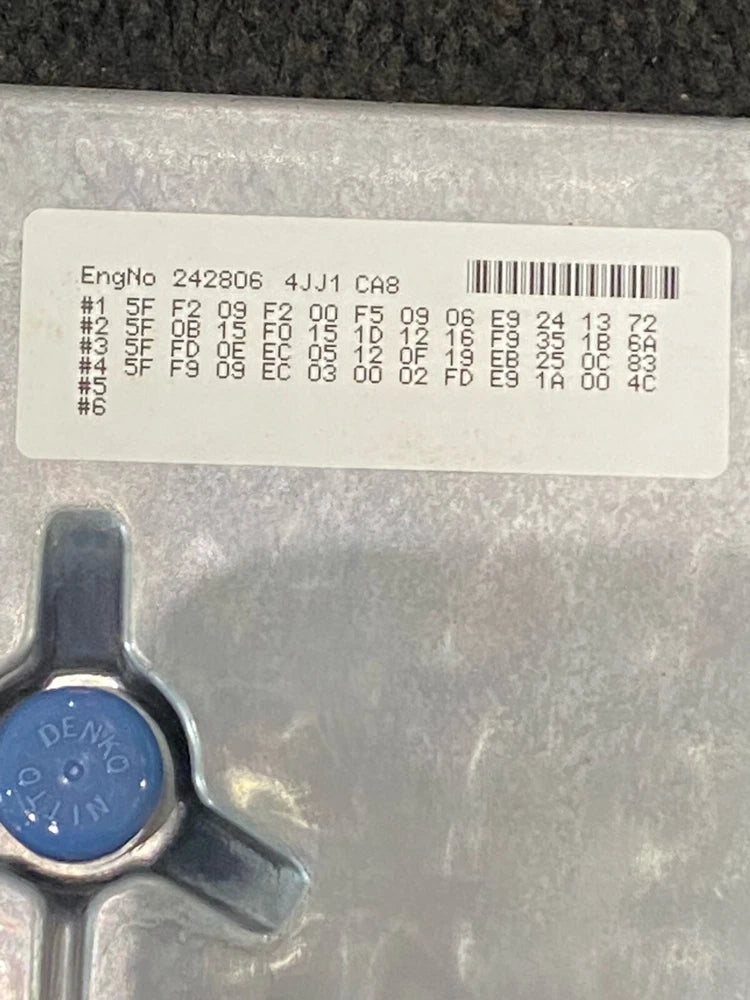 EngNo 242806 4JJ1 CA8
#1 5F F2 09 F2 00 F5 09 06 E9 24 13 72
#2 5F 0B 15 F0 15 1D 12 16 F9 35 1B 6A
#3 5F FD 0E EC 05 12 0F 19 EB 25 0C 83
#4 5F F9 09 EC 03 00 02 FD E9 1A 00 4C
#5
#6
NITTO DENKO